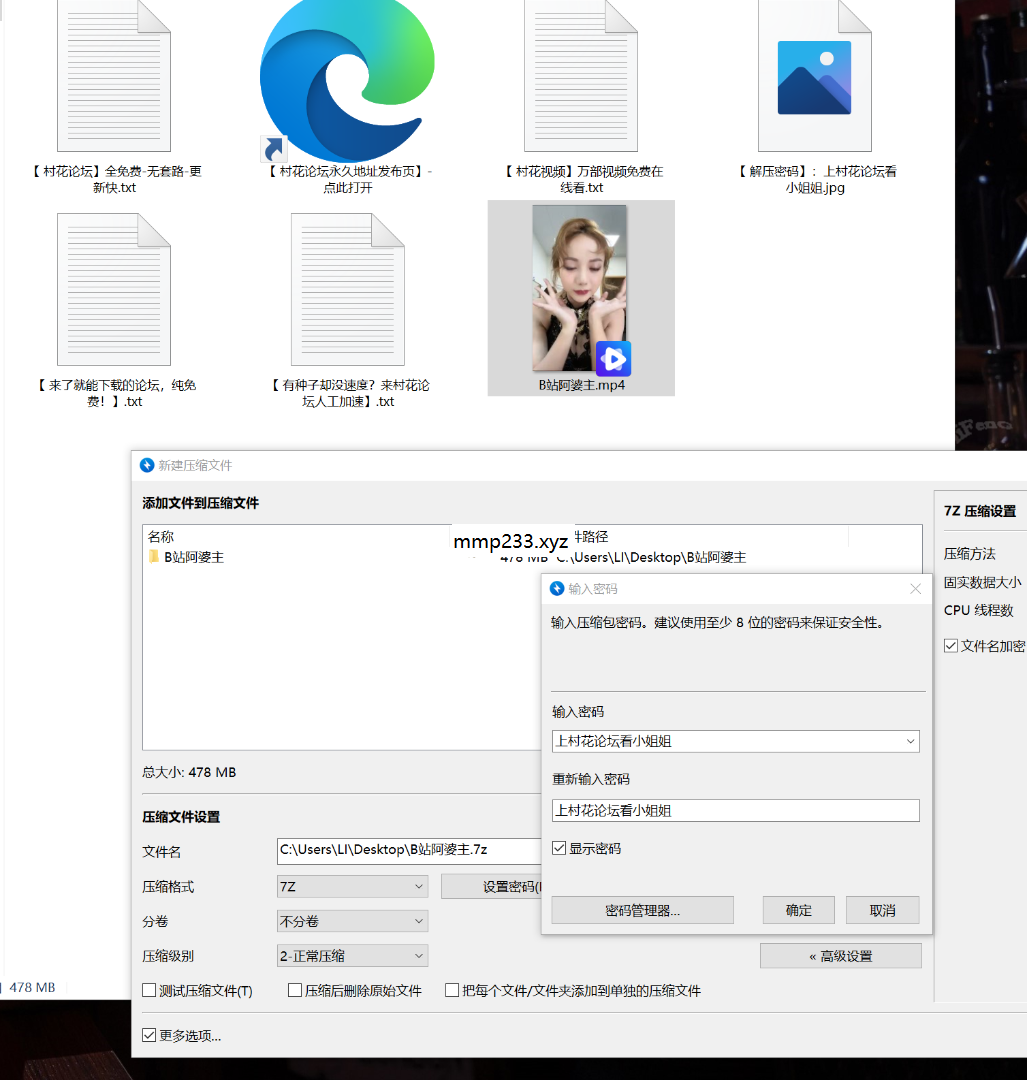 【 村花论坛】全免费-无套路-更
新快.txt
【 村花论坛永久地址发布页】-
点此打开
【 村花视频】万部视频免费在
线看.txt
【 解压密码】：上村花论坛看
小姐姐.jpg
【 来了就能下载的论坛，纯免
费！】.txt
【 有种子却没速度？来村花论
坛人工加速】.txt
B站阿婆主.mp4
新建压缩文件
添加文件到压缩文件
名称
mmp233.xyz
件路径
B站阿婆主
478 MB
C:\Users\LI\Desktop\B站阿婆主
7Z 压缩设置
压缩方法
固实数据大小
CPU 线程数
文件名加密
输入密码
输入压缩包密码。建议使用至少 8 位的密码来保证安全性。
输入密码
上村花论坛看小姐姐
重新输入密码
上村花论坛看小姐姐
显示密码
密码管理器...
确定
取消
总大小: 478 MB
压缩文件设置
文件名
C:\Users\LI\Desktop\B站阿婆主.7z
压缩格式
7Z
设置密码(
分卷
不分卷
压缩级别
2-正常压缩
« 高级设置
478 MB
测试压缩文件(T)
压缩后删除原始文件
把每个文件/文件夹添加到单独的压缩文件
更多选项...